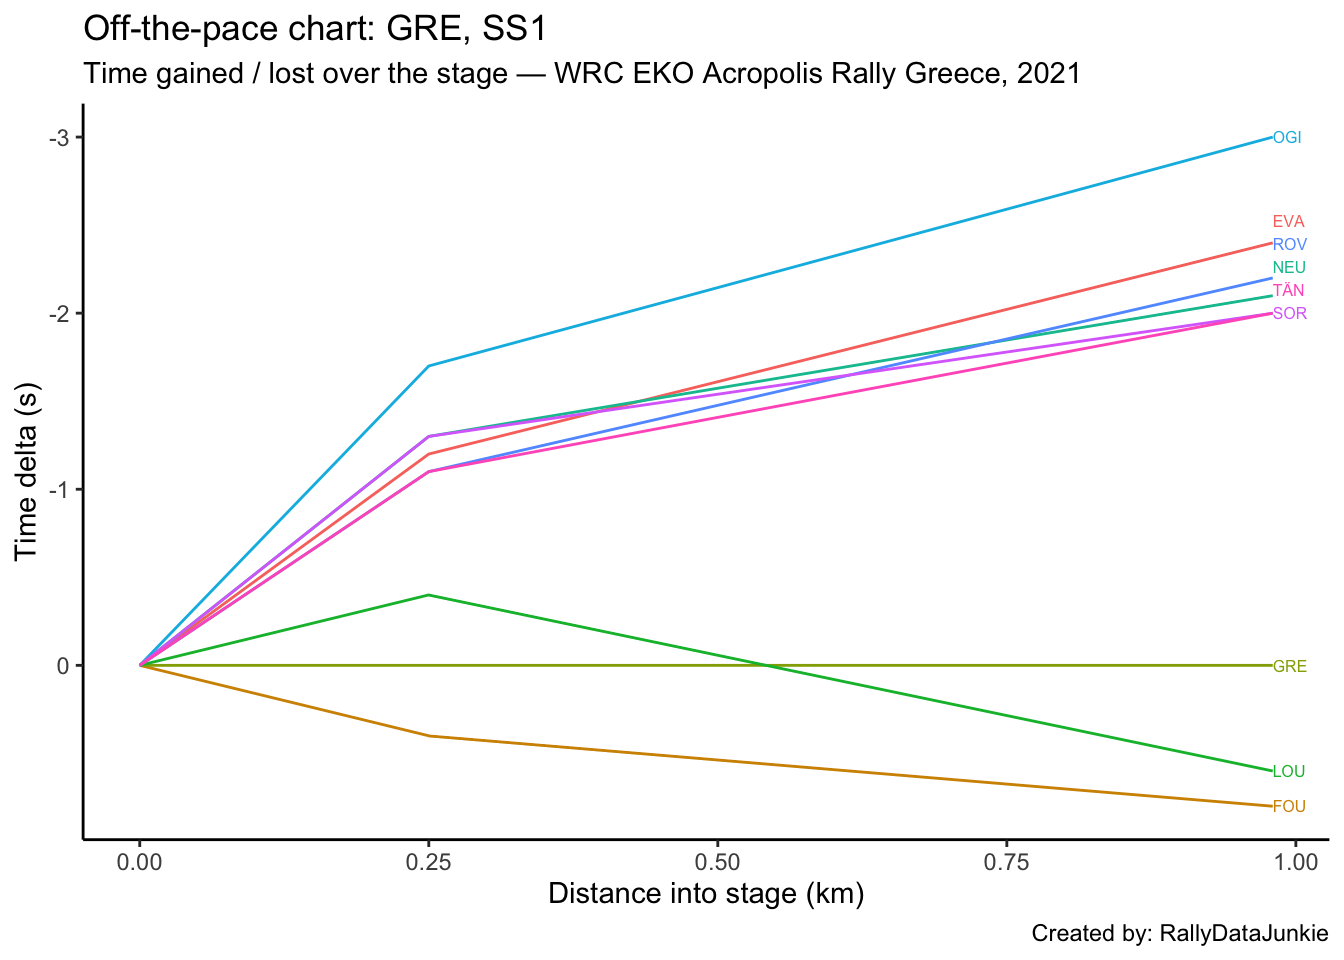 Off-the-pace chart: GRE, SS1
Time gained / lost over the stage — WRC EKO Acropolis Rally Greece, 2021
Time delta (s)
-3
-2
-1
0
OGI
EVA
ROV
NEU
TÄN
SOR
GRE
LOU
FOU
0.00 0.25 0.50 0.75 1.00
Distance into stage (km)
Created by: RallyDataJunkie